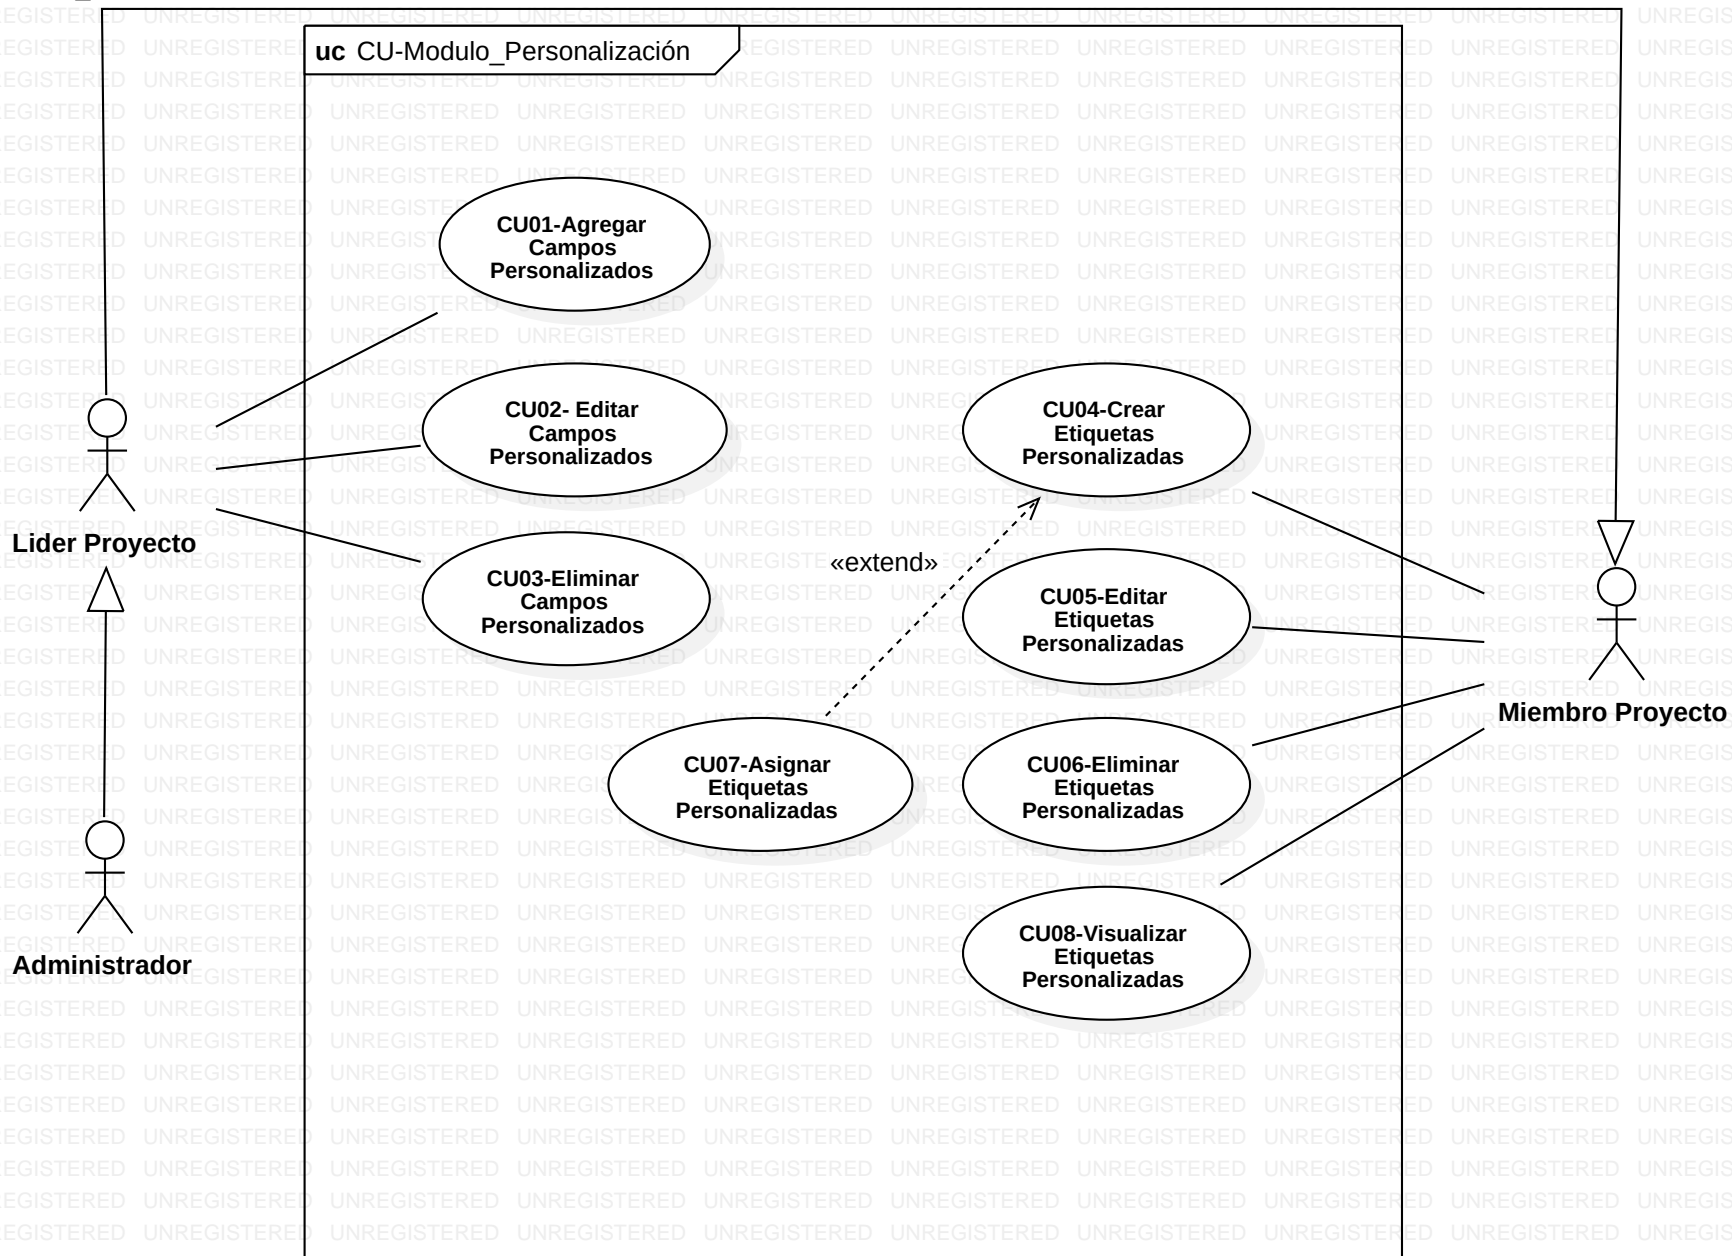 uc CU-Modulo_Personalización
CU01-Agregar
Campos
Personalizados
CU02- Editar
Campos
Personalizados
CU03-Eliminar
Campos
Personalizados
CU04-Crear
Etiquetas
Personalizadas
«extend»
CU05-Editar
Etiquetas
Personalizadas
CU07-Asignar
Etiquetas
Personalizadas
CU06-Eliminar
Etiquetas
Personalizadas
CU08-Visualizar
Etiquetas
Personalizadas
Lider Proyecto
Administrador
Miembro Proyecto
UNREGISTERED